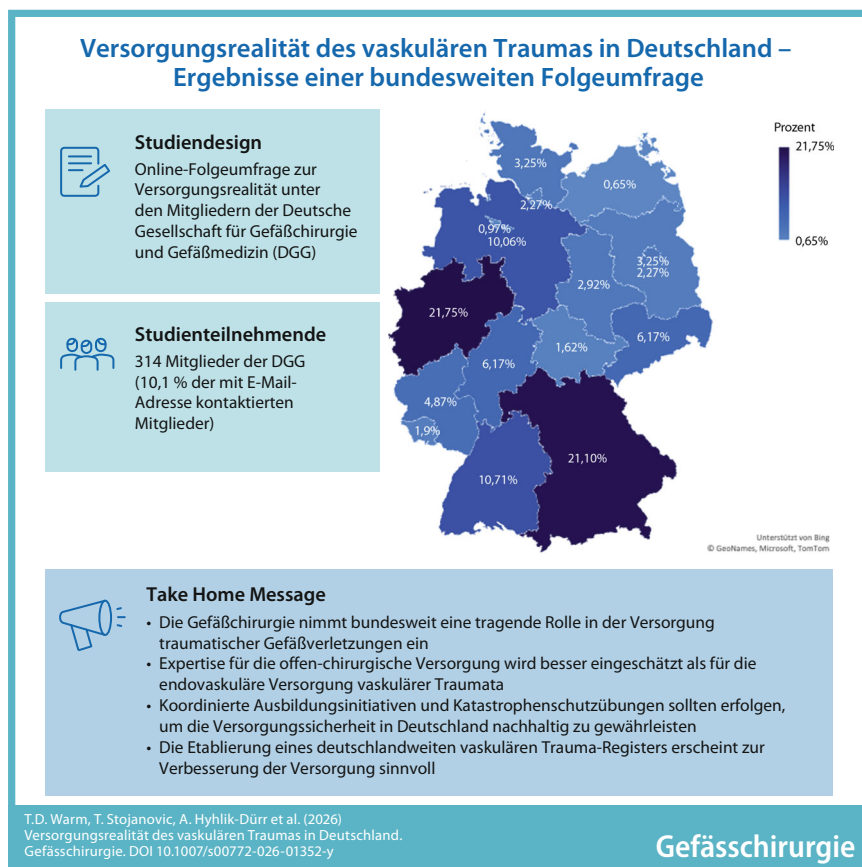 Versorgungsrealität des vaskulären Traumas in Deutschland –
Ergebnisse einer bundesweiten Folgeumfrage
Studiendesign
Online-Folgeumfrage zur
Versorgungsrealität unter
den Mitgliedern der Deutsche
Gesellschaft für Gefäßchirurgie
und Gefäßmedizin (DGG)
Studienteilnehmende
314 Mitglieder der DGG
(10,1 % der mit E-Mail-
Adresse kontaktierten
Mitglieder)
Prozent
21,75%
0,65%
3,25%
0,65%
2,27%
0,97%
10,06%
3,25%
2,27%
2,92%
21,75%
6,17%
1,62%
6,17%
4,87%
1,9%
10,71%
21,10%
Unterstützt von Bing
© GeoNames, Microsoft, TomTom
Take Home Message
• Die Gefäßchirurgie nimmt bundesweit eine tragende Rolle in der Versorgung
traumatischer Gefäßverletzungen ein
• Expertise für die offen-chirurgische Versorgung wird besser eingeschätzt als für die
endovaskuläre Versorgung vaskulärer Traumata
• Koordinierte Ausbildungsinitiativen und Katastrophenschutzübungen sollten erfolgen,
um die Versorgungssicherheit in Deutschland nachhaltig zu gewährleisten
• Die Etablierung eines deutschlandweiten vaskulären Trauma-Registers erscheint zur
Verbesserung der Versorgung sinnvoll
T.D. Warm, T. Stojanovic, A. Hyhlik-Dürr et al. (2026)
Versorgungsrealität des vaskulären Traumas in Deutschland.
Gefässchirurgie. DOI 10.1007/s00772-026-01352-y
Gefässchirurgie